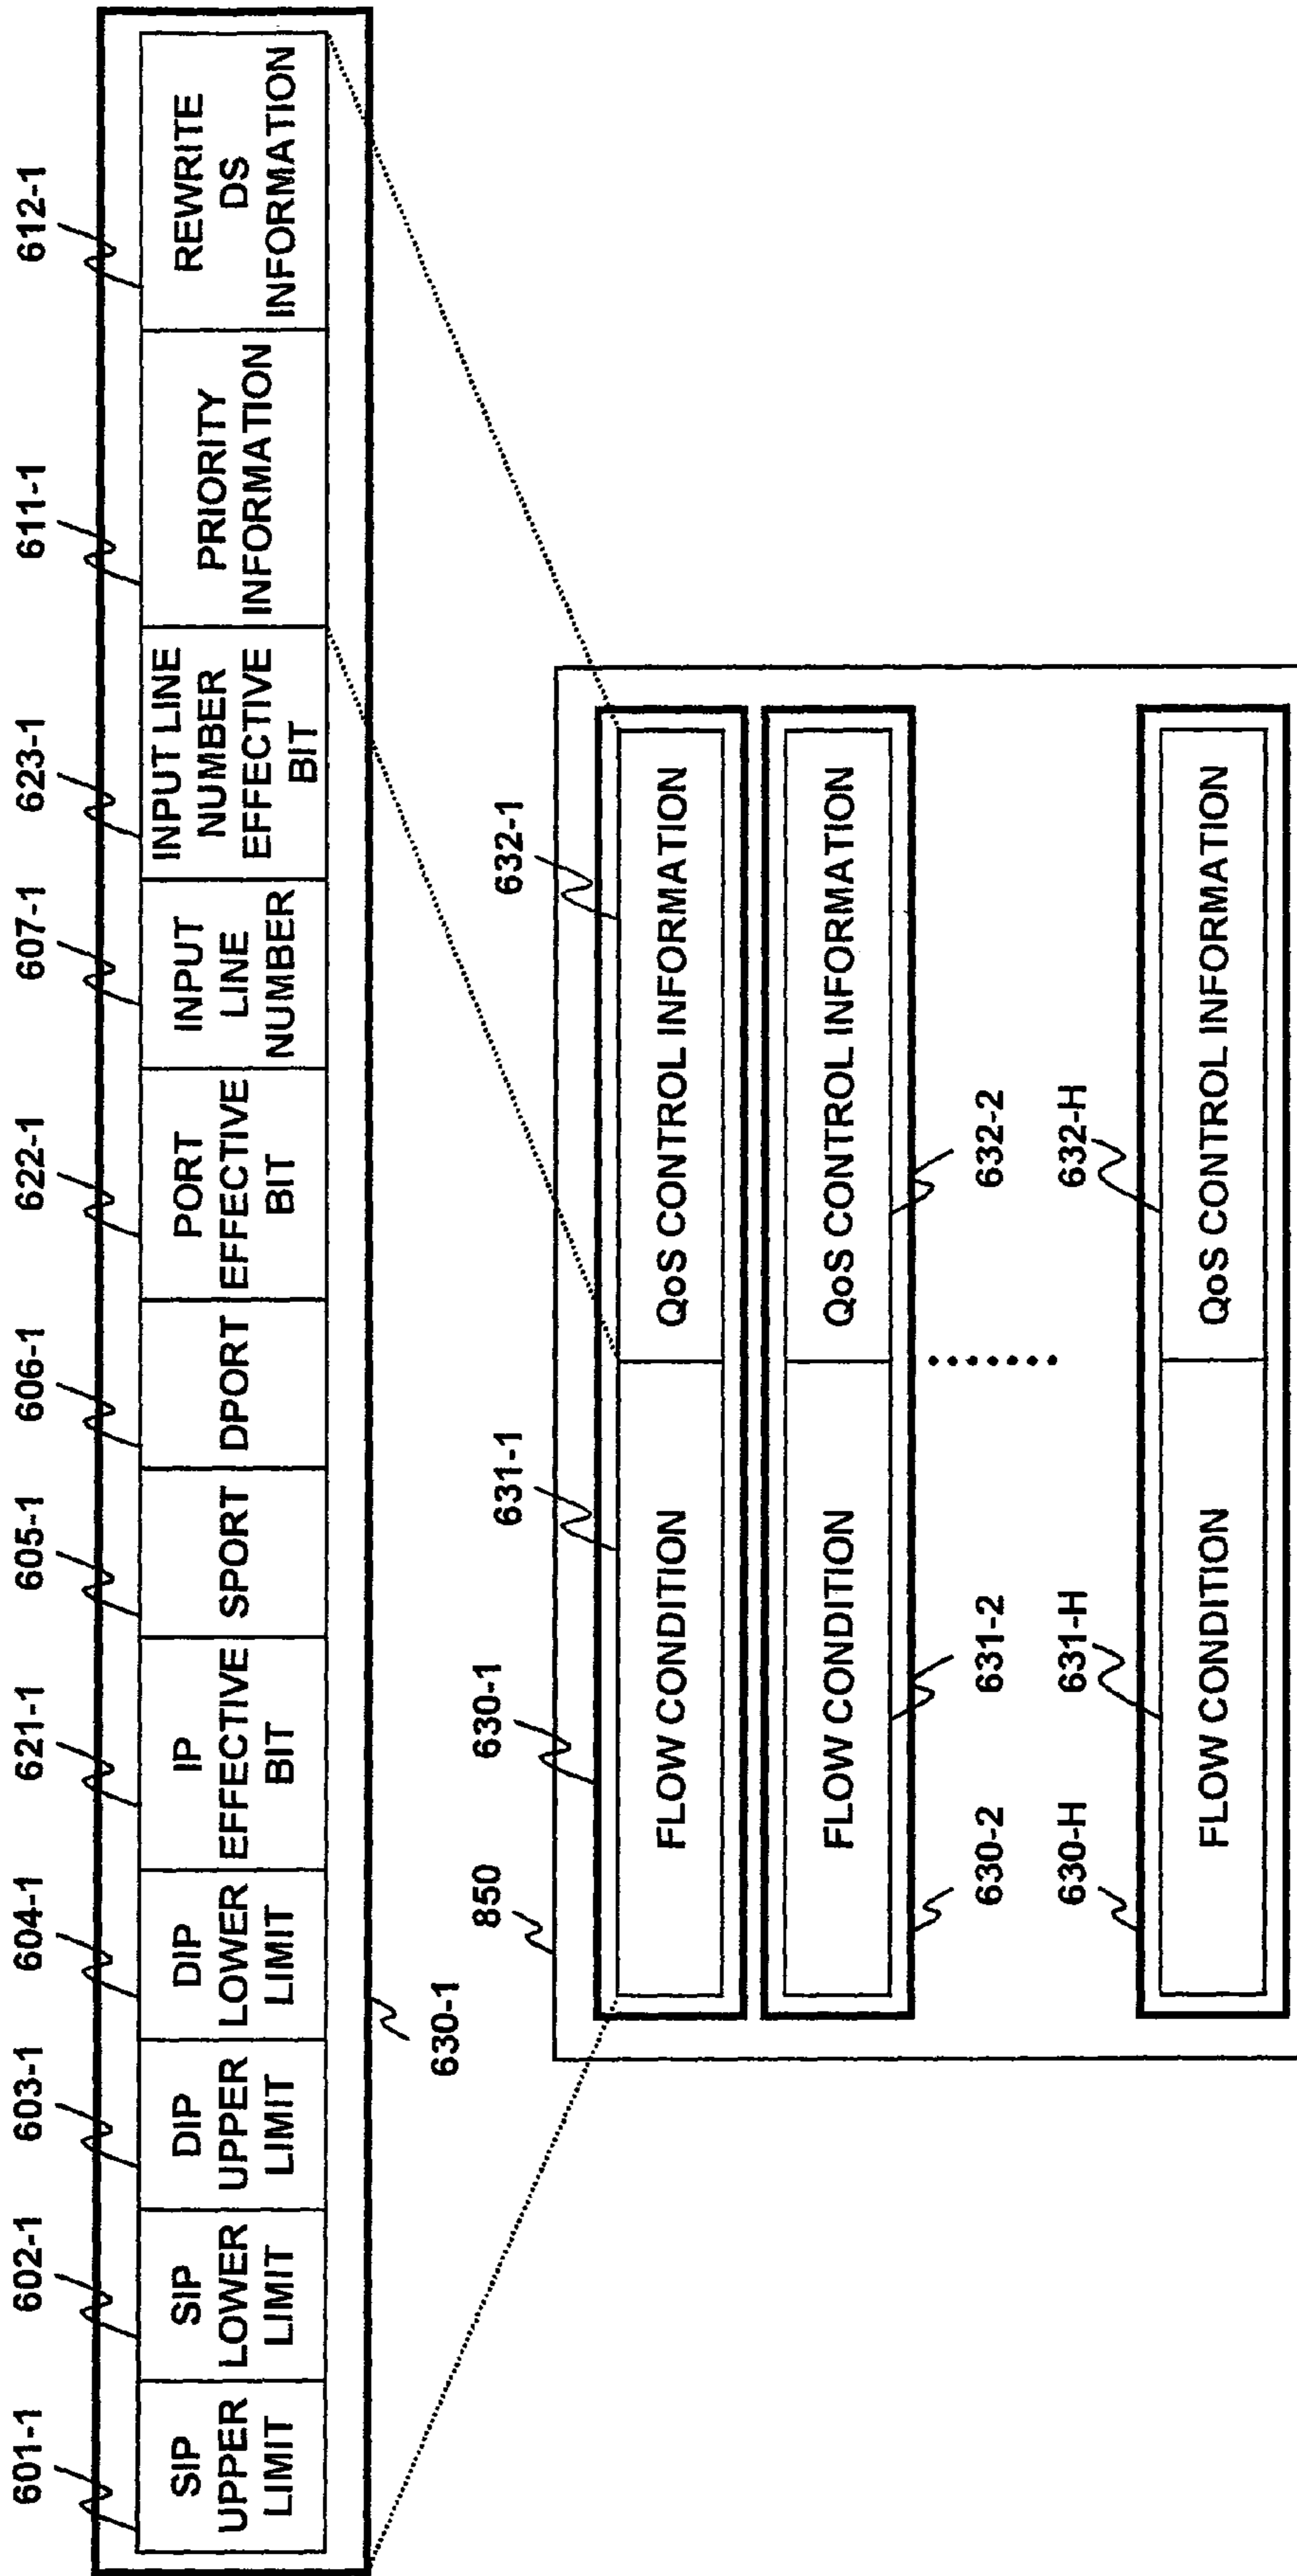 601-1
602-1
603-1
604-1
621-1
605-1
606-1
622-1
607-1
623-1
611-1
612-1
SIP
UPPER
LIMIT
SIP
LOWER
LIMIT
DIP
UPPER
LIMIT
DIP
LOWER
LIMIT
IP
EFFECTIVE
BIT
SPORT
DPORT
PORT
EFFECTIVE
BIT
INPUT
LINE
NUMBER
INPUT LINE
NUMBER
EFFECTIVE
BIT
PRIORITY
INFORMATION
REWRITE
DS
INFORMATION
630-1
850
630-1
631-1
632-1
FLOW CONDITION
QoS CONTROL INFORMATION
FLOW CONDITION
QoS CONTROL INFORMATION
630-2
631-2
632-2
630-H
631-H
632-H
FLOW CONDITION
QoS CONTROL INFORMATION